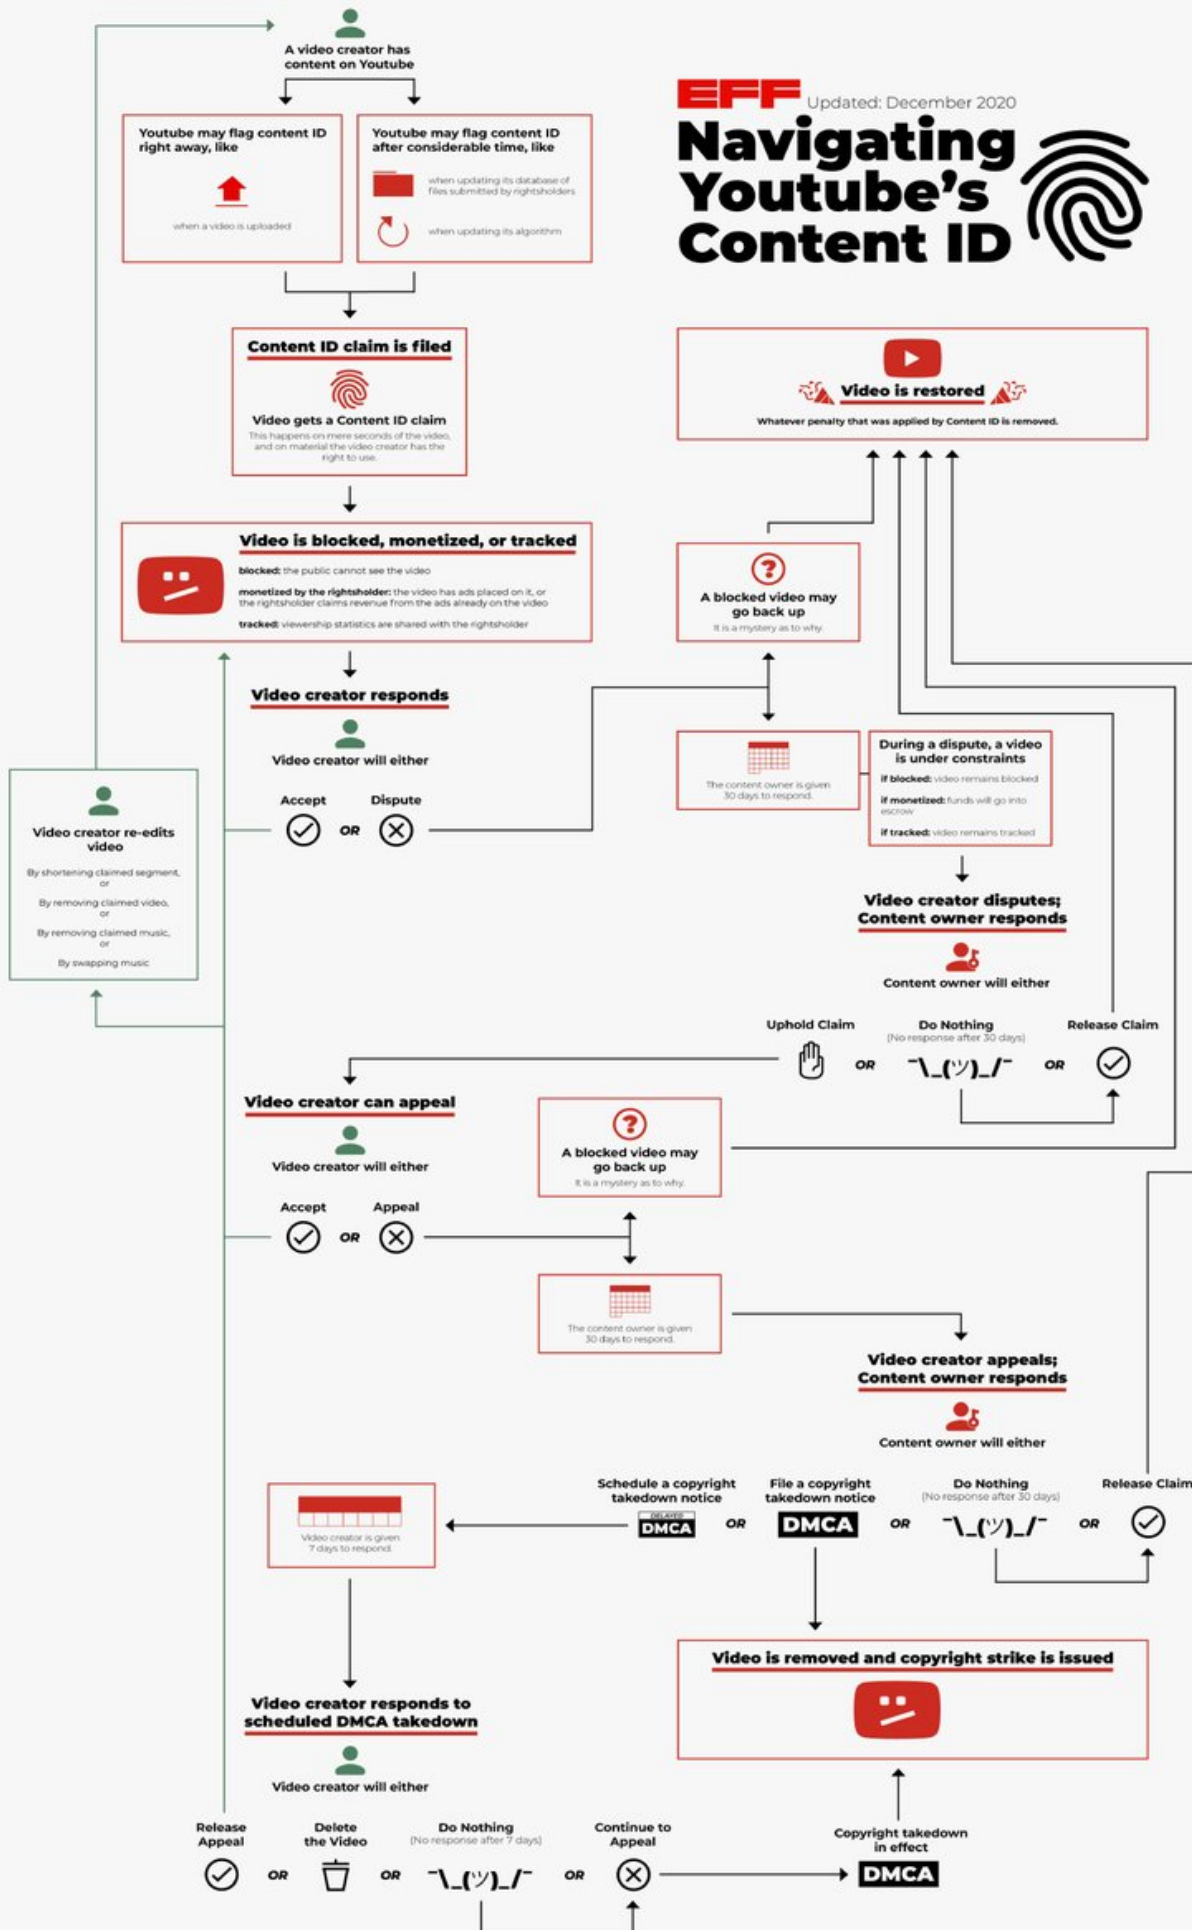 A video creator has
content on Youtube
EFF Updated: December 2020
Navigating
Youtube's
Content ID
Youtube may flag content ID
right away, like
when a video is uploaded
Youtube may flag content ID
after considerable time, like
when updating its database of
files submitted by rightsholders
when updating its algorithm
Content ID claim is filed
Video gets a Content ID claim
This happens on mere seconds of the video,
and on material the video creator has the
right to use.
Video is restored
Whatever penalty that was applied by Content ID is removed.
Video is blocked, monetized, or tracked
blocked: the public cannot see the video
monetized by the rightsholder: the video has ads placed on it, or
the rightsholder claims revenue from the ads already on the video
tracked: viewership statistics are shared with the rightsholder
?
A blocked video may
go back up
It is a mystery as to why.
Video creator responds
Video creator will either
Accept
OR
Dispute
The content owner is given
30 days to respond.
During a dispute, a video
is under constraints
if blocked: video remains blocked
if monetized: funds will go into
escrow
if tracked: video remains tracked
Video creator re-edits
video
By shortening claimed segment,
or
By removing claimed video,
or
By removing claimed music,
or
By swapping music
Video creator disputes;
Content owner responds
Content owner will either
Uphold Claim
OR
Do Nothing
(No response after 30 days)
¯\_(ツ)_/¯
OR
Release Claim
Video creator can appeal
Video creator will either
Accept
OR
Appeal
?
A blocked video may
go back up
It is a mystery as to why.
The content owner is given
30 days to respond.
Video creator appeals;
Content owner responds
Content owner will either
Schedule a copyright
takedown notice
DELAYED
DMCA
OR
File a copyright
takedown notice
DMCA
OR
Do Nothing
(No response after 30 days)
¯\_(ツ)_/¯
OR
Release Claim
Video creator is given
7 days to respond.
Video is removed and copyright strike is issued
Video creator responds to
scheduled DMCA takedown
Video creator will either
Release
Appeal
OR
Delete
the Video
OR
Do Nothing
(No response after 7 days)
¯\_(ツ)_/¯
OR
Continue to
Appeal
Copyright takedown
in effect
DMCA